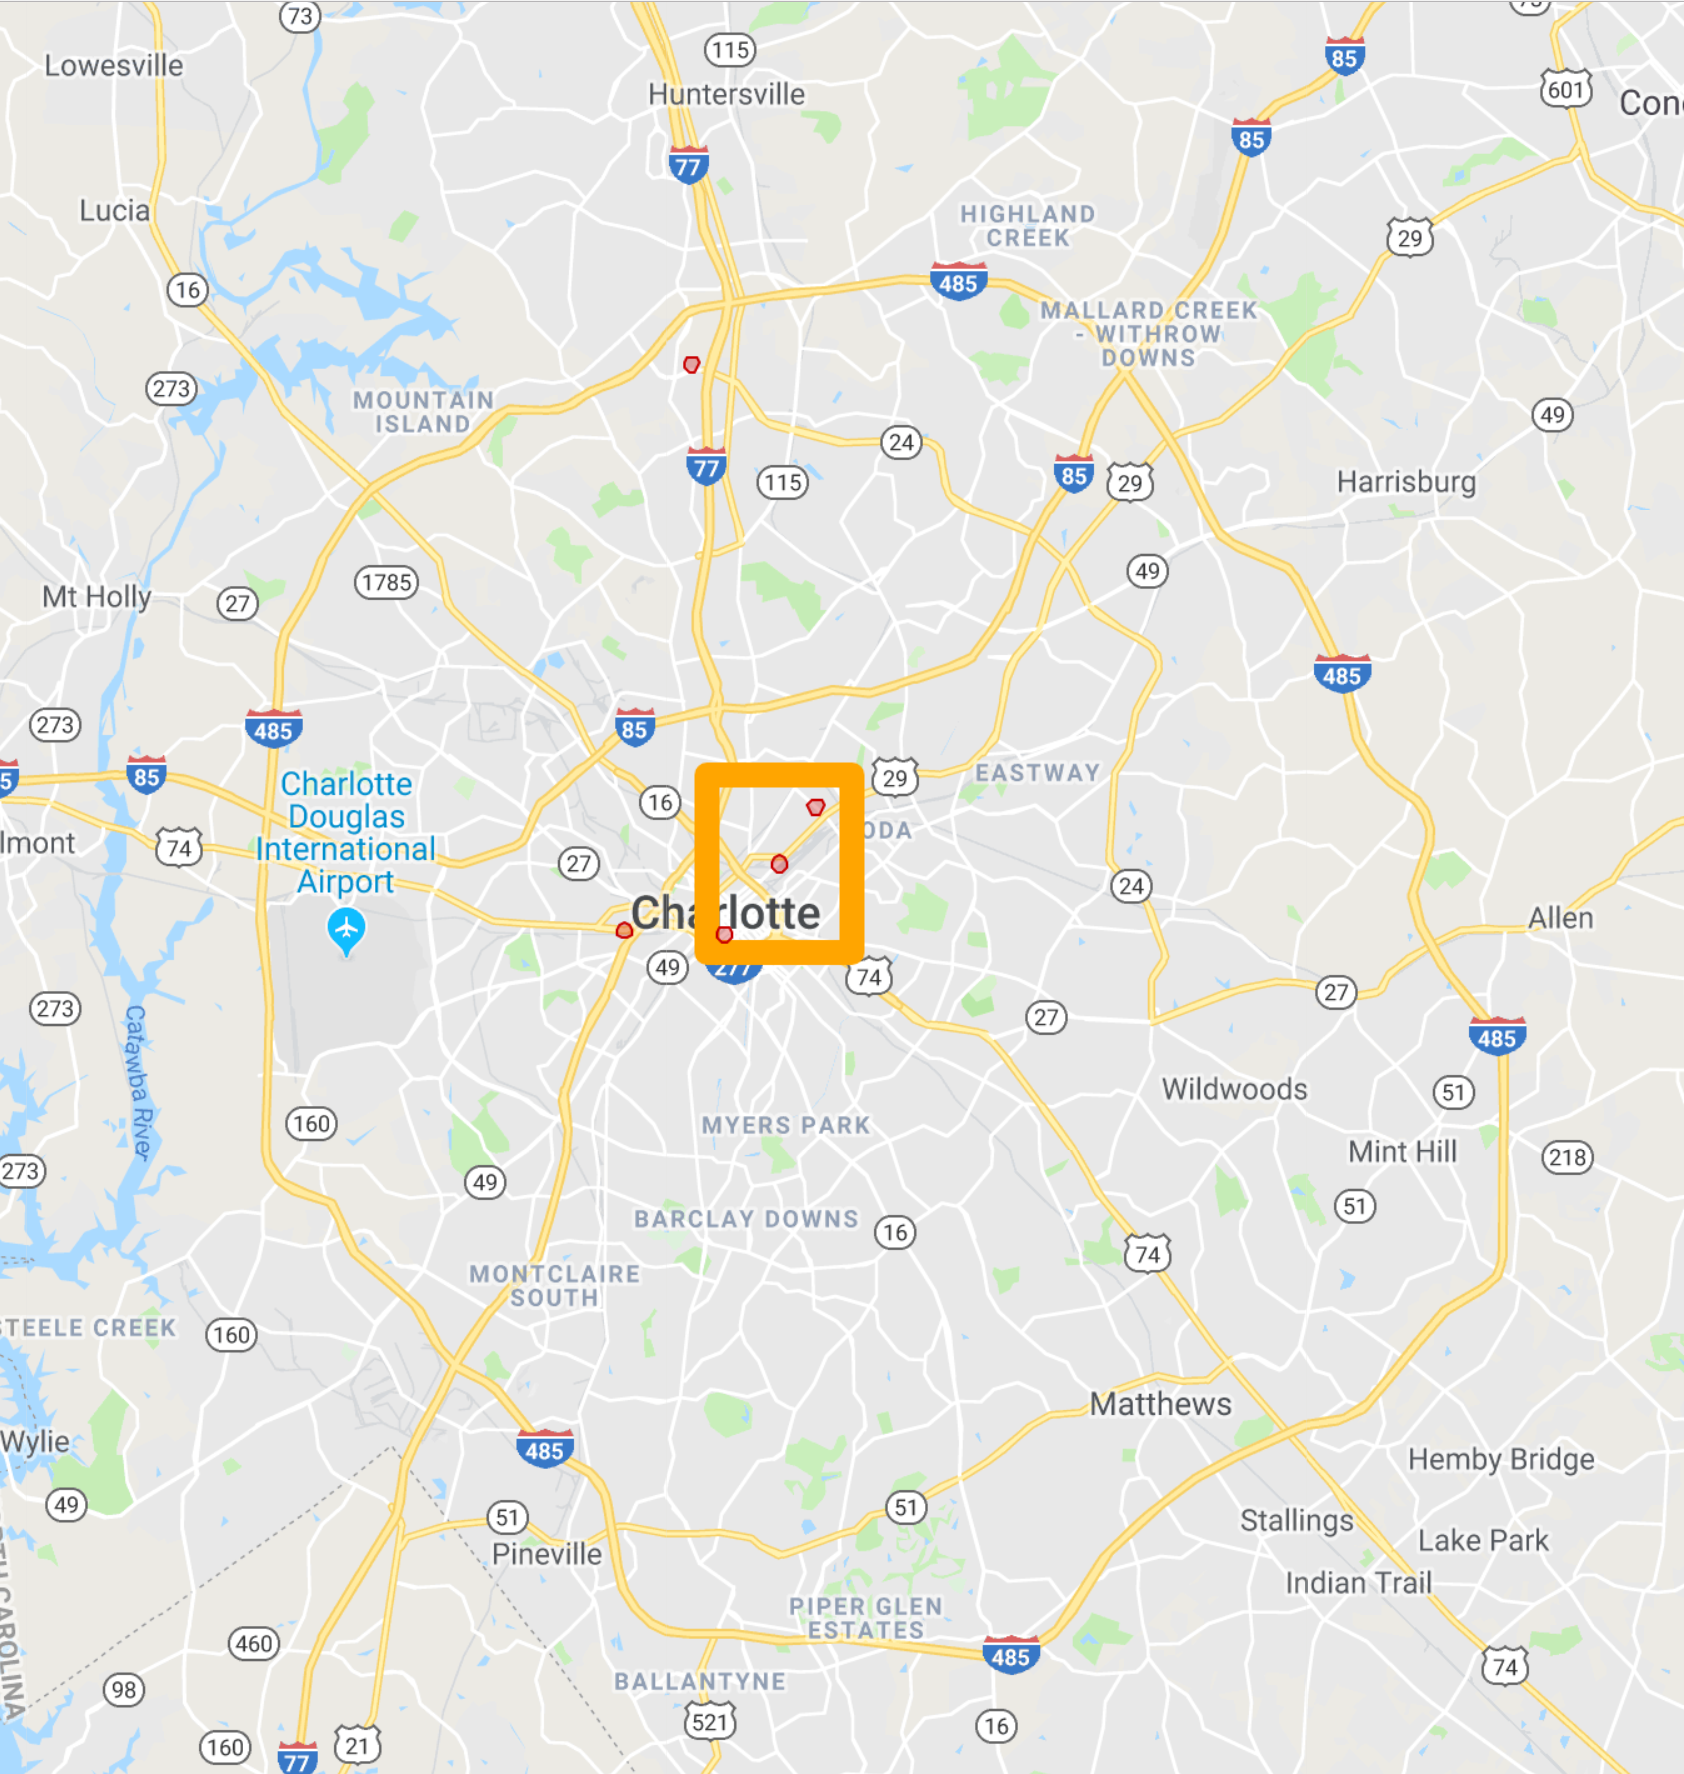 73
115
85
601
Lowesville
Huntersville
85
77
Lucia
HIGHLAND
CREEK
29
16
485
MALLARD CREEK
- WITHROW
DOWNS
273
MOUNTAIN
ISLAND
49
24
77
115
85
29
Harrisburg
49
1785
Mt Holly
27
485
273
485
85
85
29
EASTWAY
Charlotte
Douglas
International
Airport
16
ODA
74
lmont
27
24
Charlotte
Allen
49
277
74
27
273
27
485
Catawba River
Wildwoods
51
160
MYERS PARK
Mint Hill
218
273
49
51
BARCLAY DOWNS
16
74
MONTCLAIRE
SOUTH
STEELE CREEK
160
Matthews
Wylie
485
Hemby Bridge
49
51
51
Stallings
Lake Park
Pineville
Indian Trail
PIPER GLEN
ESTATES
460
485
74
BALLANTYNE
98
521
16
160
21
77